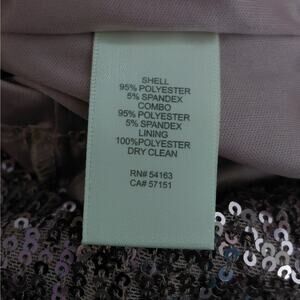 SHELL
95% POLYESTER
5% SPANDEX
COMBO
95% POLYESTER
5% SPANDEX
LINING
100%POLYESTER
DRY CLEAN
RN# 54163
CA# 57151